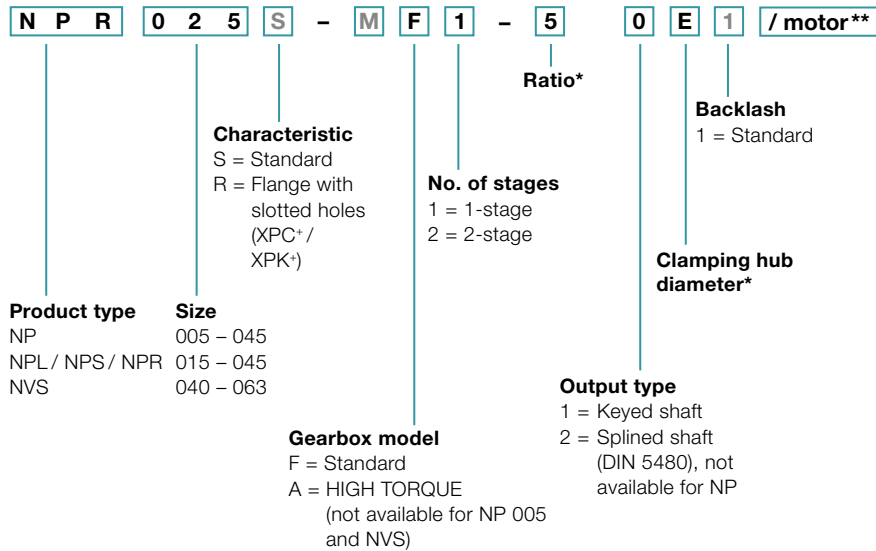 N P R 0 2 5 S – M F 1 – 5 0 E 1 / motor**
Ratio*
Backlash
1 = Standard
Characteristic
S = Standard
R = Flange with
slotted holes
(XPC+ /
XPK+)
No. of stages
1 = 1-stage
2 = 2-stage
Clamping hub
diameter*
Product type Size
NP 005 – 045
NPL / NPS / NPR 015 – 045
NVS 040 – 063
Output type
1 = Keyed shaft
2 = Splined shaft
(DIN 5480), not
available for NP
Gearbox model
F = Standard
A = HIGH TORQUE
(not available for NP 005
and NVS)